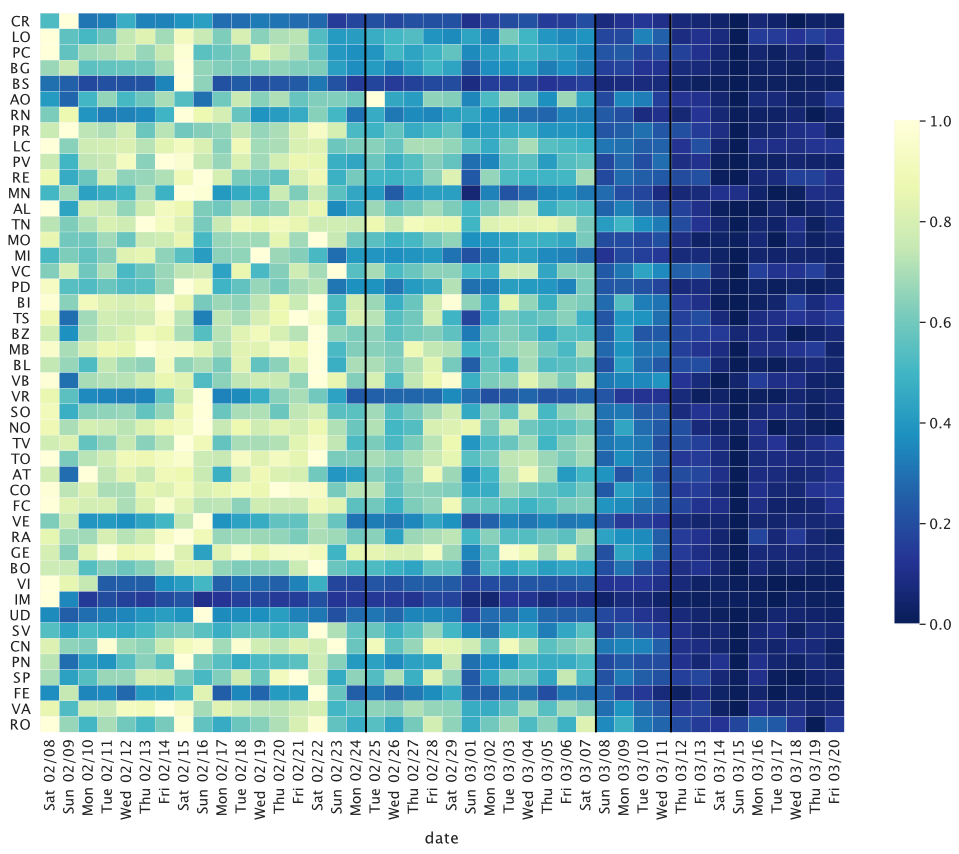 CR
LO
PC
BG
BS
AO
RN
PR
LC
PV
RE
MN
AL
TN
MO
MI
VC
PD
BI
TS
BZ
MB
BL
VB
VR
SO
NO
TV
TO
AT
CO
FC
VE
RA
GE
BO
VI
IM
UD
SV
CN
PN
SP
FE
VA
RO
1.0
0.8
0.6
0.4
0.2
0.0
Sat 02/08
Sun 02/09
Mon 02/10
Tue 02/11
Wed 02/12
Thu 02/13
Fri 02/14
Sat 02/15
Sun 02/16
Mon 02/17
Tue 02/18
Wed 02/19
Thu 02/20
Fri 02/21
Sat 02/22
Sun 02/23
Mon 02/24
Tue 02/25
Wed 02/26
Thu 02/27
Fri 02/28
Sat 02/29
Sun 03/01
Mon 03/02
Tue 03/03
Wed 03/04
Thu 03/05
Fri 03/06
Sat 03/07
Sun 03/08
Mon 03/09
Tue 03/10
Wed 03/11
Thu 03/12
Fri 03/13
Sat 03/14
Sun 03/15
Mon 03/16
Tue 03/17
Wed 03/18
Thu 03/19
Fri 03/20
date